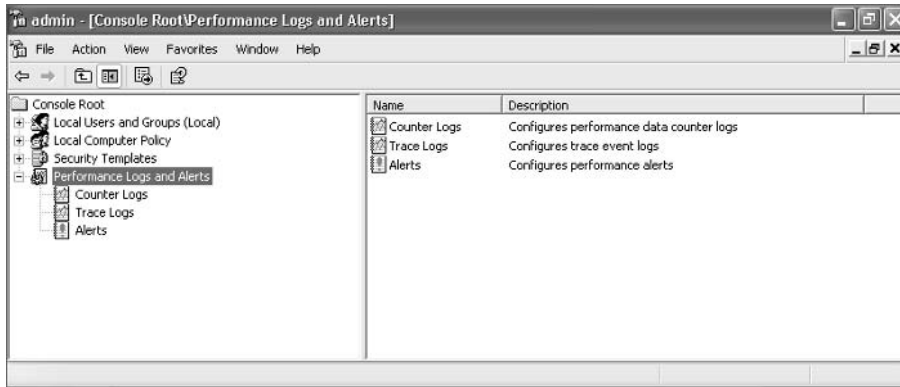 admin - [Console Root\Performance Logs and Alerts]
File Action View Favorites Window Help
Console Root
Local Users and Groups (Local)
Local Computer Policy
Security Templates
Performance Logs and Alerts
Counter Logs
Trace Logs
Alerts
Name Description
Counter Logs Configures performance data counter logs
Trace Logs Configures trace event logs
Alerts Configures performance alerts